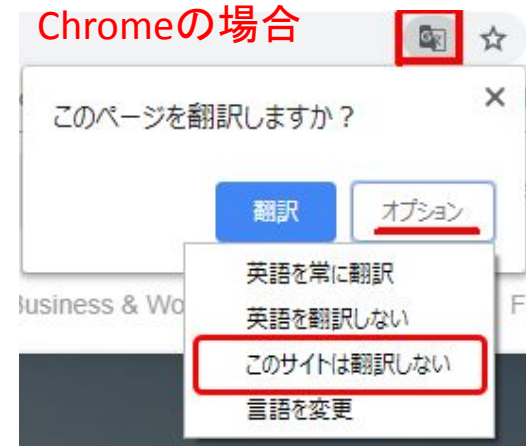 Chromeの場合
このページを翻訳しますか？
翻訳
オプション
英語を常に翻訳
Business & Wo
英語を翻訳しない
F
このサイトは翻訳しない
言語を変更